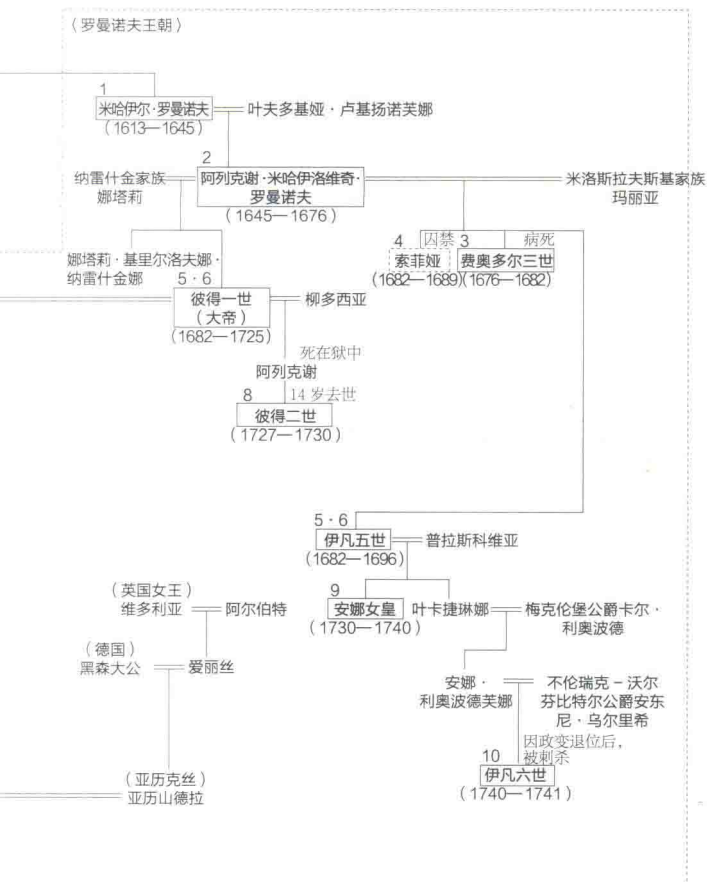 （罗曼诺夫王朝）
1
米哈伊尔·罗曼诺夫
叶夫多基娅·卢基扬诺芙娜
（1613—1645）
2
纳雷什金家族
娜塔莉
阿列克谢·米哈伊洛维奇·
罗曼诺夫
（1645—1676）
米洛斯拉夫斯基家族
玛丽亚
娜塔莉·基里尔洛夫娜·
纳雷什金娜
4 囚禁
索菲娅
（1682—1689）
3 病死
费奥多尔三世
（1676—1682）
5·6
彼得一世
（大帝）
（1682—1725）
柳多西亚
死在狱中
阿列克谢
8 14岁去世
彼得二世
（1727—1730）
5·6
伊凡五世
（1682—1696）
普拉斯科维亚
9
安娜女皇
（1730—1740）
叶卡捷琳娜
梅克伦堡公爵卡尔·
利奥波德
（英国女王）
维多利亚
阿尔伯特
（德国）
黑森大公
爱丽丝
安娜·
利奥波德芙娜
不伦瑞克－沃尔
芬比特尔公爵安东
尼·乌尔里希
因政变退位后，
被刺杀
10
伊凡六世
（1740—1741）
（亚历克丝）
亚历山德拉